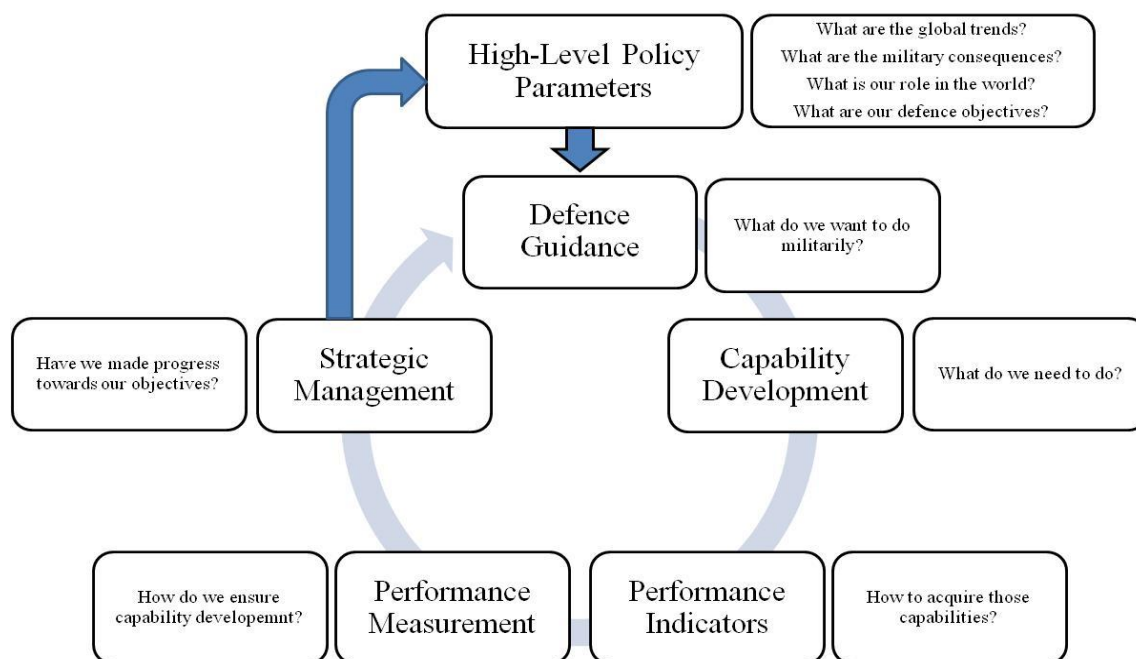 High-Level Policy
Parameters
What are the global trends?
What are the military consequences?
What is our role in the world?
What are our defence objectives?
Defence
Guidance
What do we want to do
militarily?
Have we made progress
towards our objectives?
Strategic
Management
Capability
Development
What do we need to do?
How do we ensure
capability developemnt?
Performance
Measurement
Performance
Indicators
How to acquire those
capabilities?